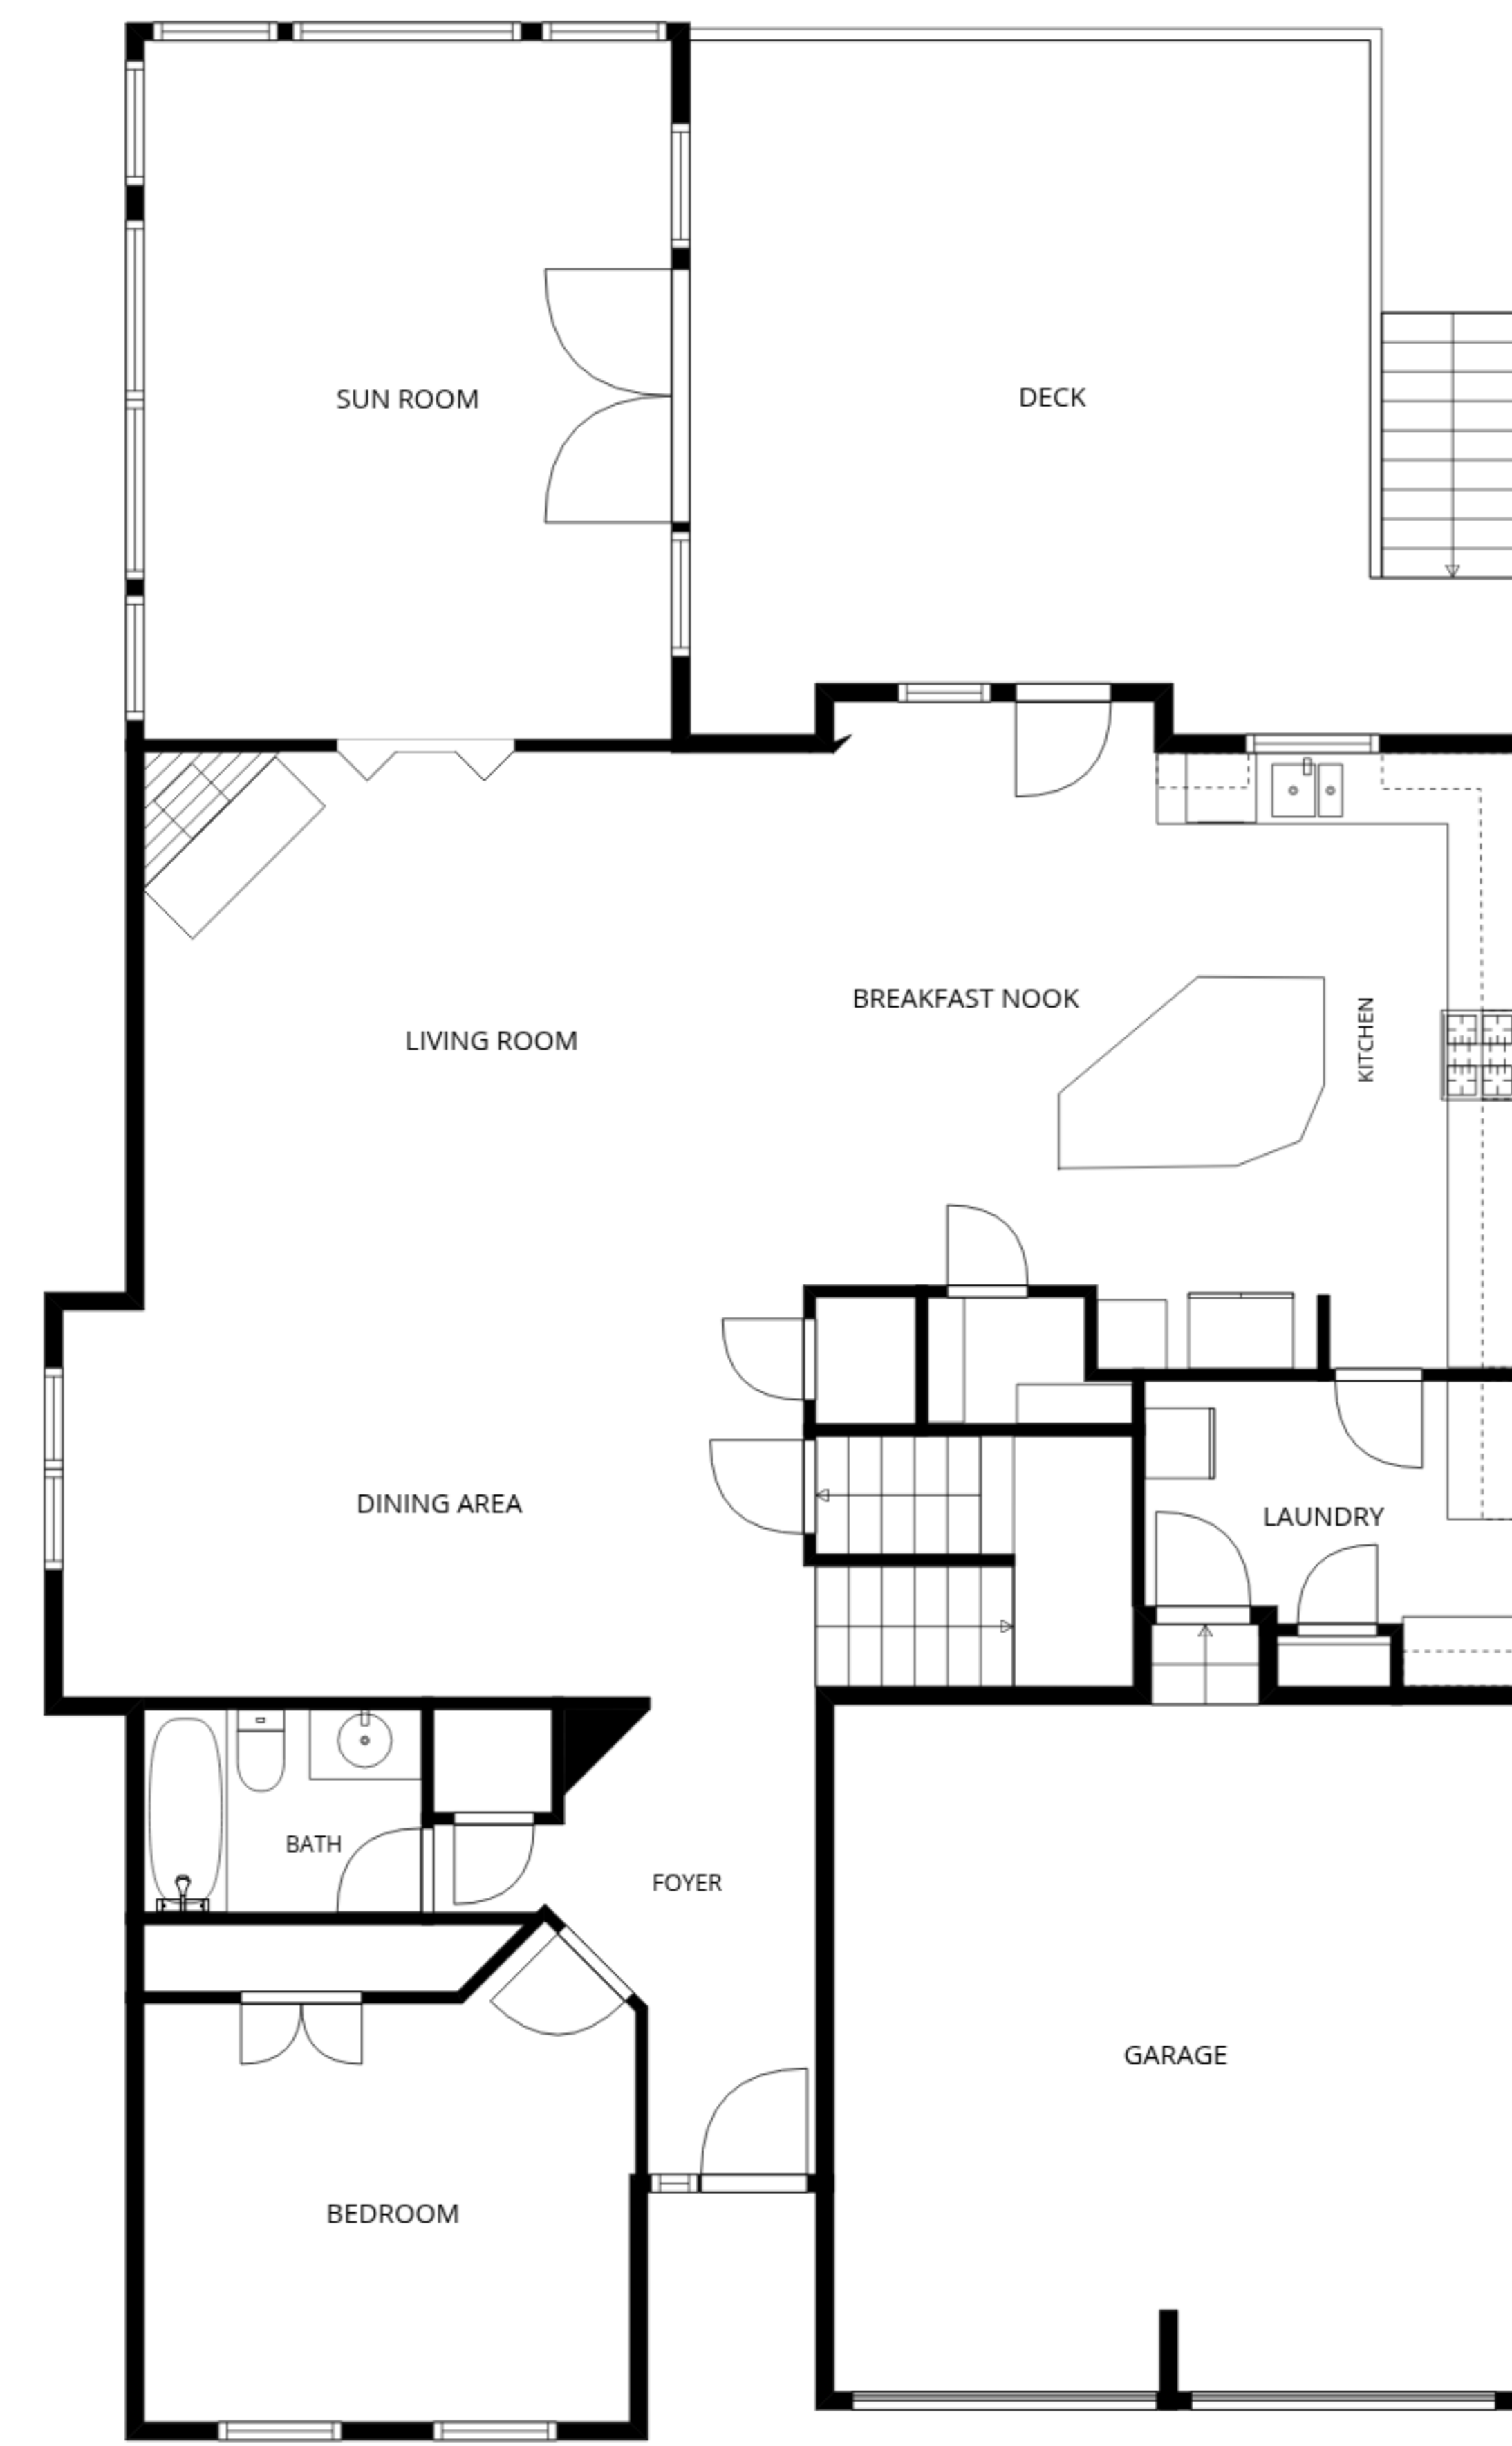 SUN ROOM
DECK
BREAKFAST NOOK
KITCHEN
LIVING ROOM
DINING AREA
LAUNDRY
BATH
FOYER
GARAGE
BEDROOM